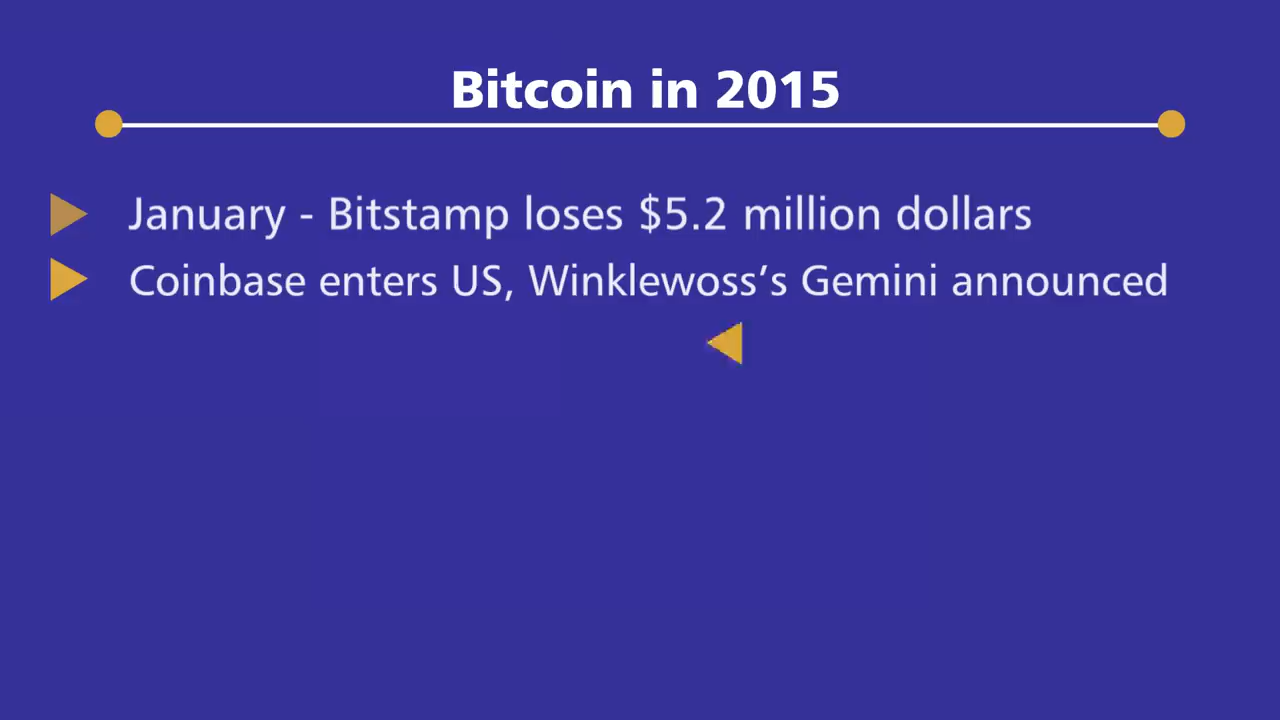 Bitcoin in 2015
January - Bitstamp loses $5.2 million dollars
Coinbase enters US, Winklewoss’s Gemini announced